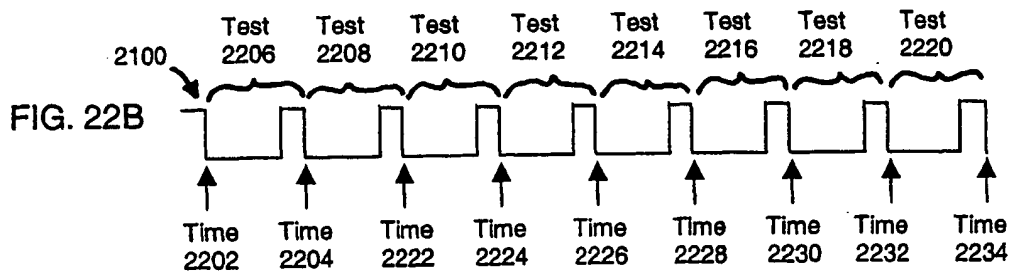 Test Test Test Test Test Test Test Test
2206 2208 2210 2212 2214 2216 2218 2220
2100
FIG. 22B
Time Time Time Time Time Time Time Time Time
2202 2204 2222 2224 2226 2228 2230 2232 2234